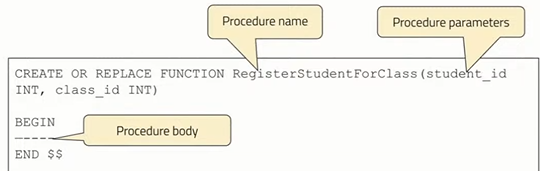 Procedure name
Procedure parameters
CREATE OR REPLACE FUNCTION RegisterStudentForClass(student_id
INT, class_id INT)
BEGIN
-----
Procedure body
END $$